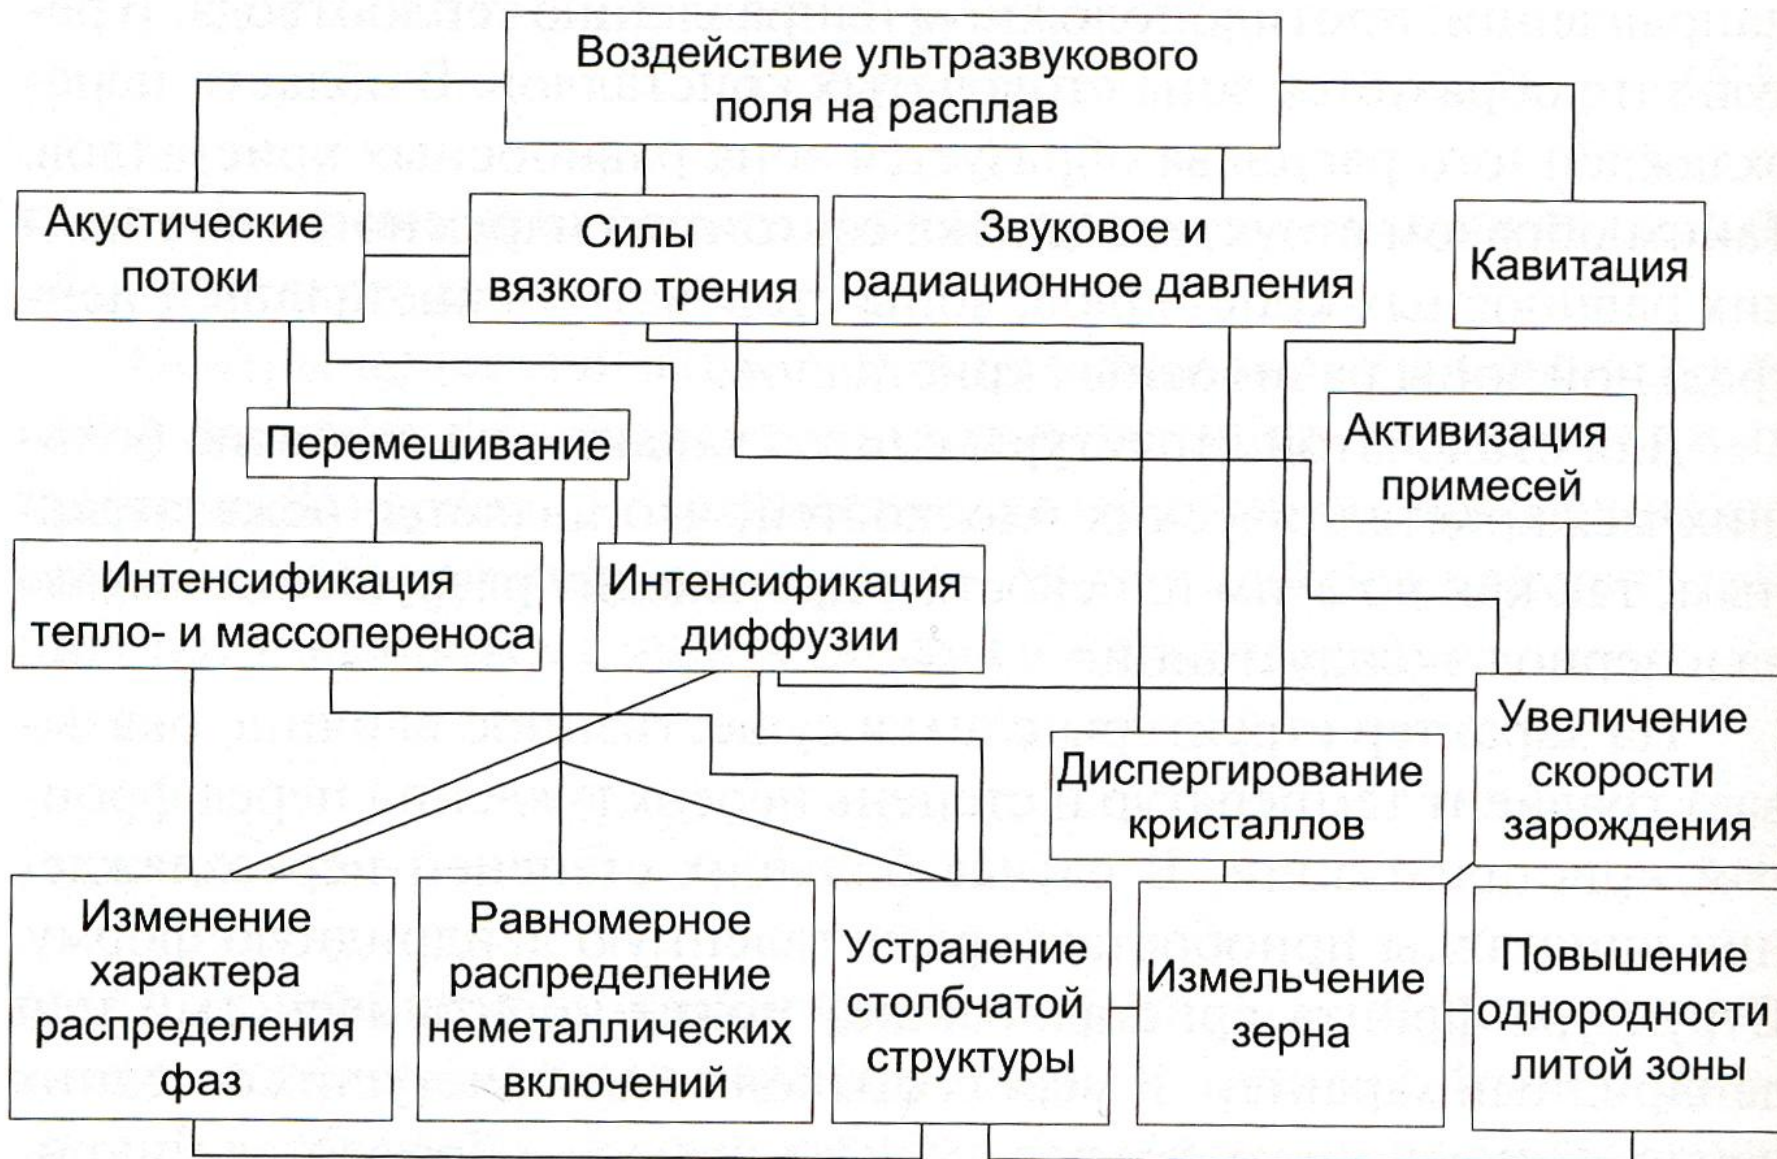 Воздействие ультразвукового
поля на расплав
Акустические
потоки
Силы
вязкого трения
Звуковое и
радиационное давления
Кавитация
Перемешивание
Активизация
примесей
Интенсификация
тепло- и массопереноса
Интенсификация
диффузии
Диспергирование
кристаллов
Увеличение
скорости
зарождения
Изменение
характера
распределения
фаз
Равномерное
распределение
неметаллических
включений
Устранение
столбчатой
структуры
Измельчение
зерна
Повышение
однородности
литой зоны